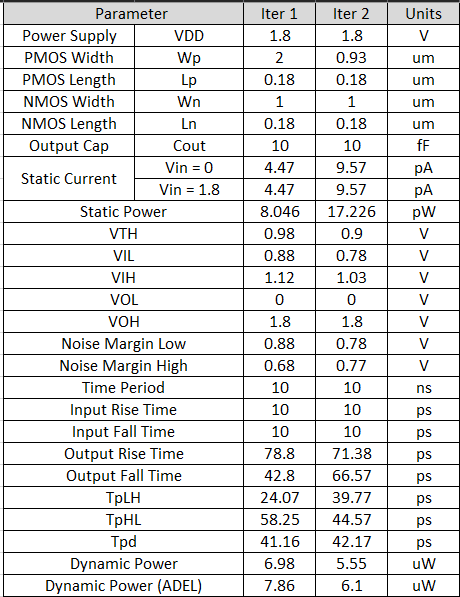 Parameter Iter 1 Iter 2 Units
Power Supply VDD 1.8 1.8 V
PMOS Width Wp 2 0.93 um
PMOS Length Lp 0.18 0.18 um
NMOS Width Wn 1 1 um
NMOS Length Ln 0.18 0.18 um
Output Cap Cout 10 10 fF
Static Current Vin = 0 4.47 9.57 pA
Vin = 1.8 4.47 9.57 pA
Static Power 8.046 17.226 pW
VTH 0.98 0.9 V
VIL 0.88 0.78 V
VIH 1.12 1.03 V
VOL 0 0 V
VOH 1.8 1.8 V
Noise Margin Low 0.88 0.78 V
Noise Margin High 0.68 0.77 V
Time Period 10 10 ns
Input Rise Time 10 10 ps
Input Fall Time 10 10 ps
Output Rise Time 78.8 71.38 ps
Output Fall Time 42.8 66.57 ps
TpLH 24.07 39.77 ps
TpHL 58.25 44.57 ps
Tpd 41.16 42.17 ps
Dynamic Power 6.98 5.55 uW
Dynamic Power (ADEL) 7.86 6.1 uW